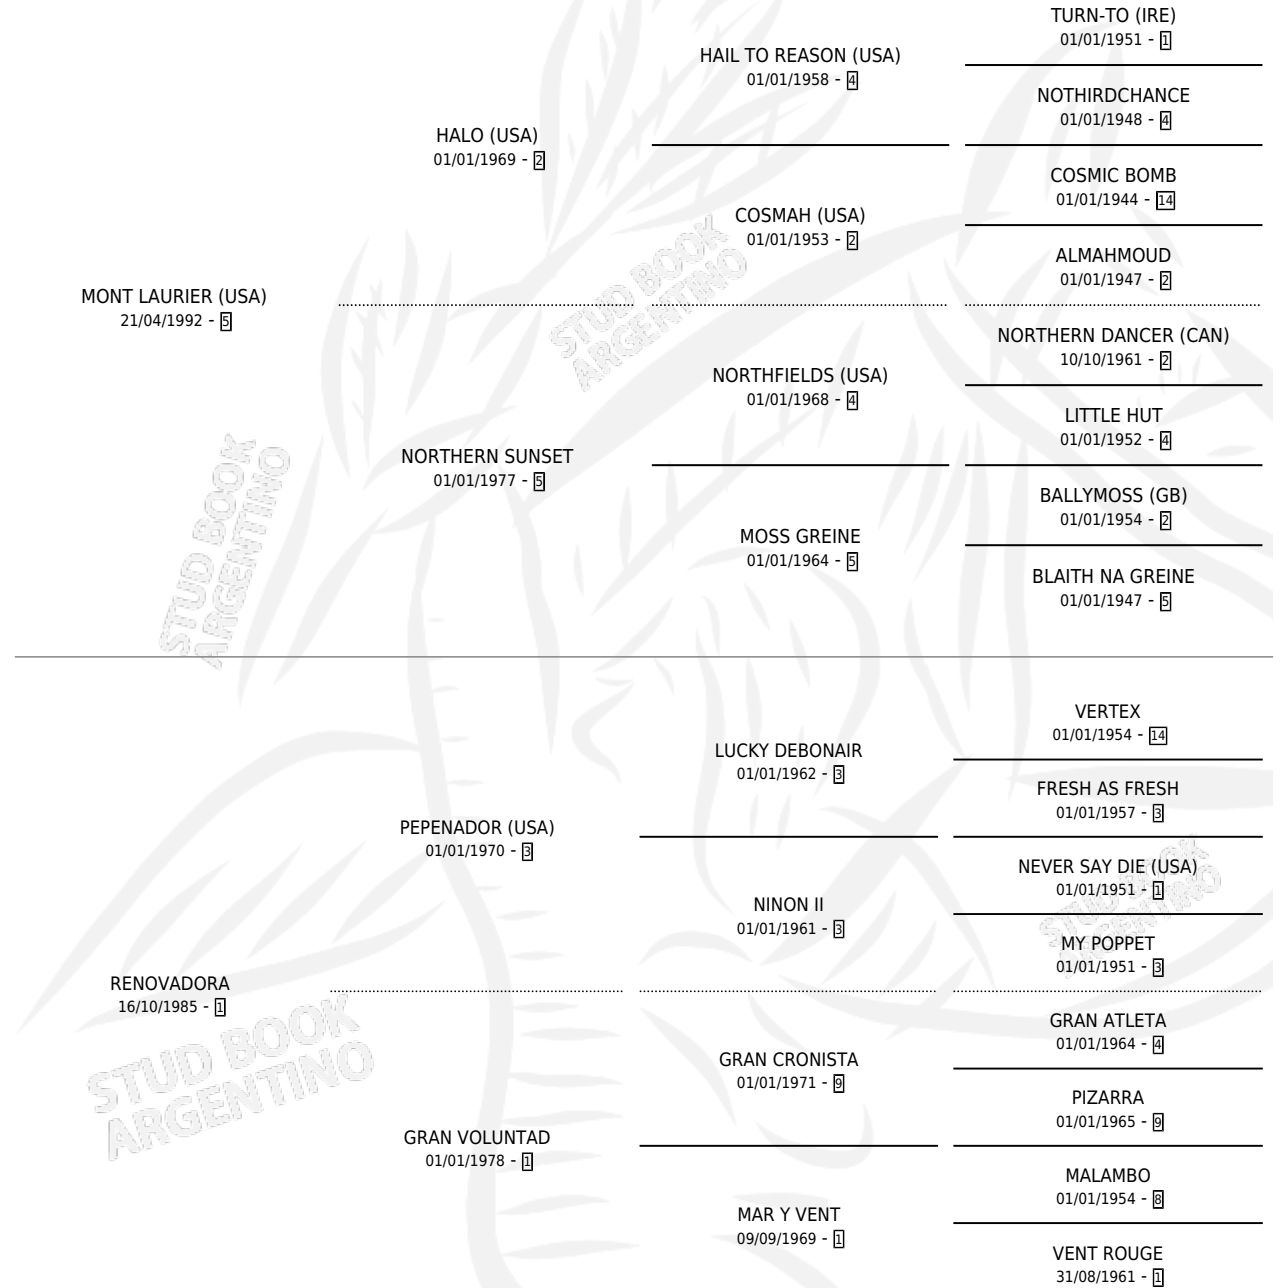 TURN-TO (IRE)
01/01/1951 - 1
HAIL TO REASON (USA)
01/01/1958 - 4
NOTHIRDCHANCE
01/01/1948 - 4
HALO (USA)
01/01/1969 - 2
COSMIC BOMB
01/01/1944 - 14
COSMAH (USA)
01/01/1953 - 2
ALMAHMOUD
01/01/1947 - 2
MONT LAURIER (USA)
21/04/1992 - 5
NORTHERN DANCER (CAN)
10/10/1961 - 2
NORTHFIELDS (USA)
01/01/1968 - 4
LITTLE HUT
01/01/1952 - 4
NORTHERN SUNSET
01/01/1977 - 5
BALLYMOSS (GB)
01/01/1954 - 2
MOSS GREINE
01/01/1964 - 5
BLAITH NA GREINE
01/01/1947 - 5
STUD BOOK
ARGENTINO
STUD BOOK
ARGENTINO
VERTEX
01/01/1954 - 14
LUCKY DEBONAIR
01/01/1962 - 3
FRESH AS FRESH
01/01/1957 - 3
PEPENADOR (USA)
01/01/1970 - 3
NEVER SAY DIE (USA)
01/01/1951 - 1
NINON II
01/01/1961 - 3
MY POPPET
01/01/1951 - 3
STUD BOOK
ARGENTINO
RENOVADORA
16/10/1985 - 1
GRAN ATLETA
01/01/1964 - 4
GRAN CRONISTA
01/01/1971 - 9
PIZARRA
01/01/1965 - 9
GRAN VOLUNTAD
01/01/1978 - 1
MALAMBO
01/01/1954 - 8
MAR Y VENT
09/09/1969 - 1
VENT ROUGE
31/08/1961 - 1
STUD BOOK
ARGENTINO